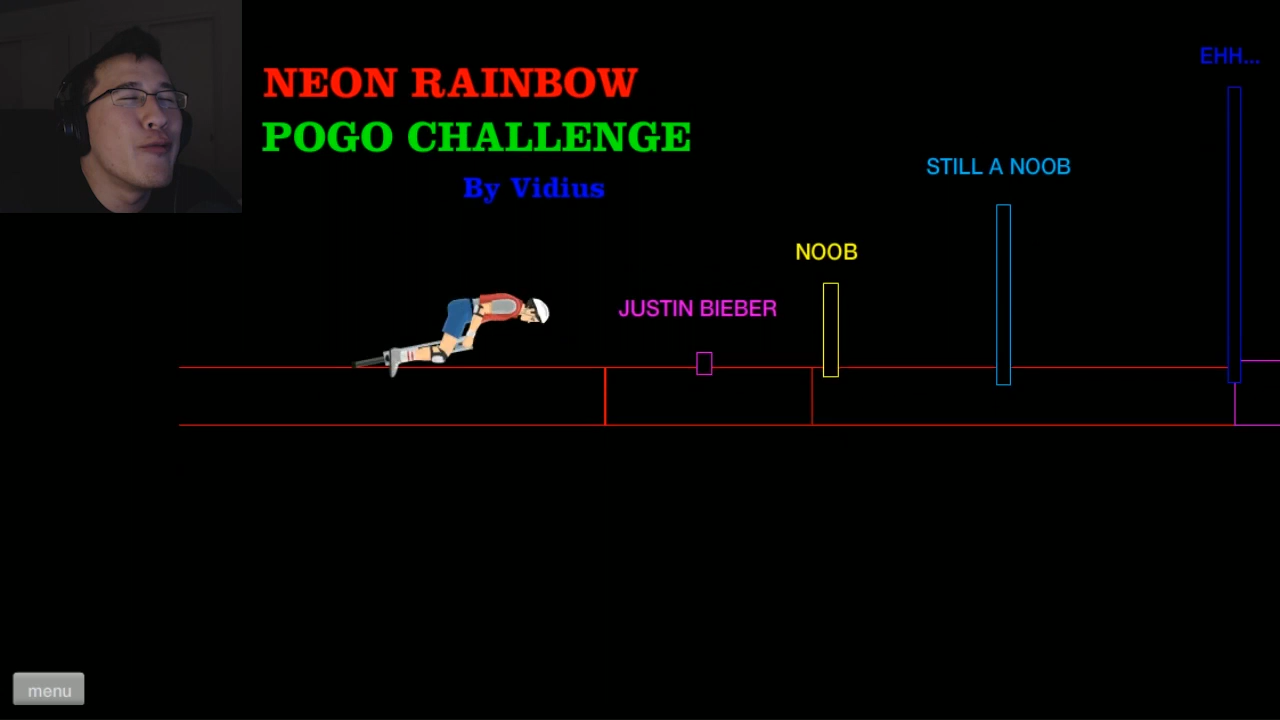 NEON RAINBOW
POGO CHALLENGE
By Vidius
EHH...
STILL A NOOB
NOOB
JUSTIN BIEBER
menu